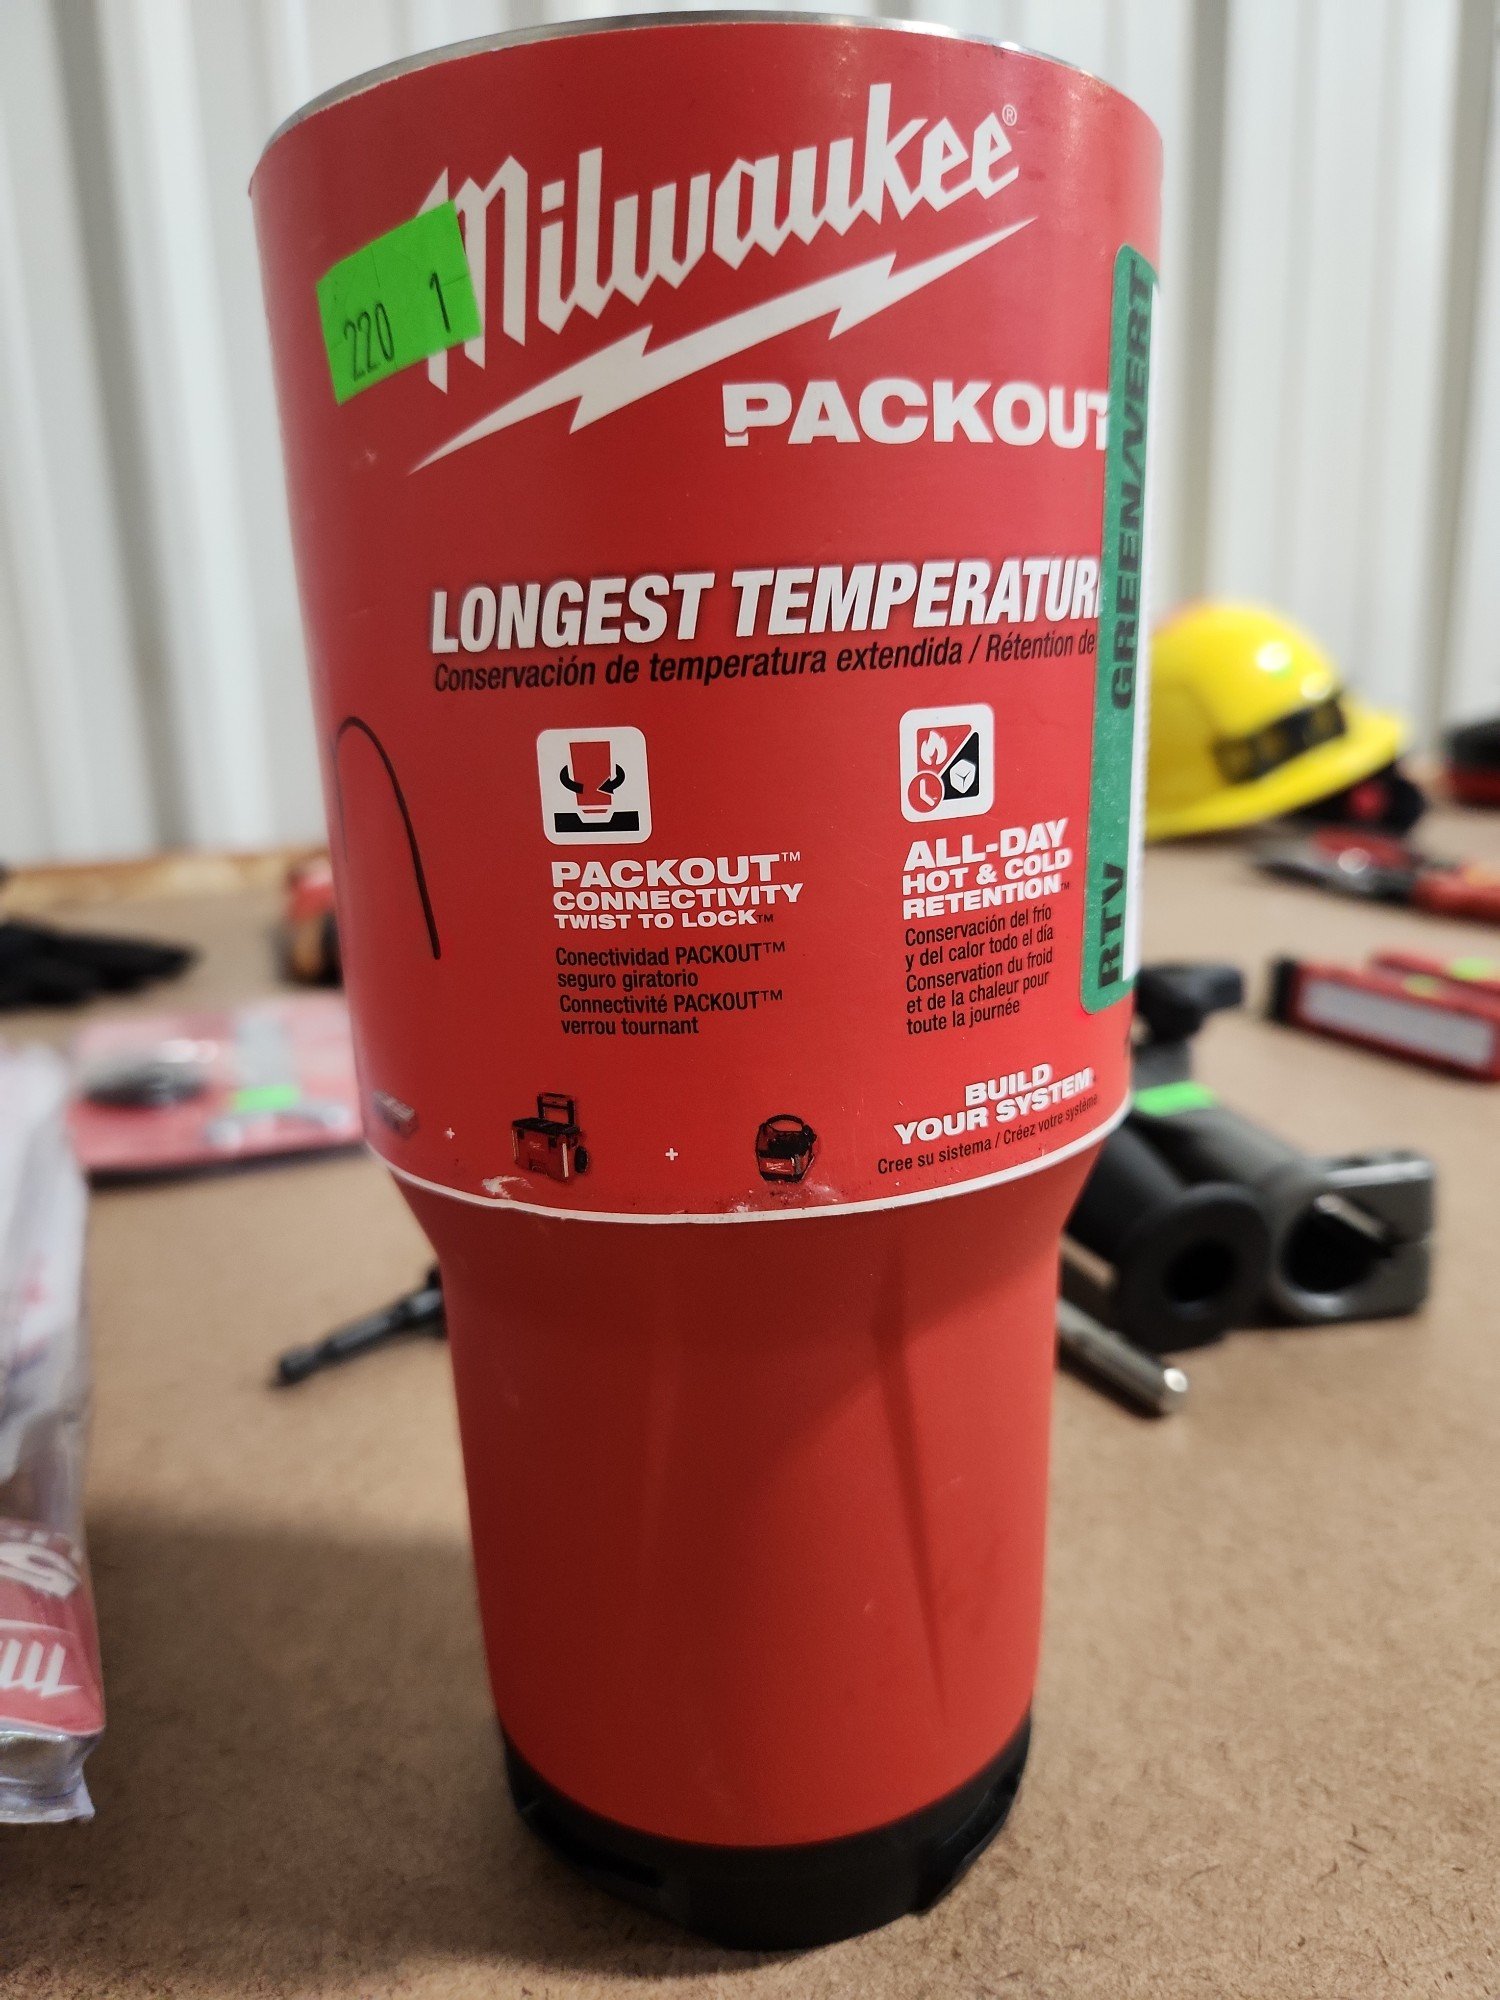 Milwaukee®
220 1
PACKOUT
LONGEST TEMPERATUR
Conservación de temperatura extendida / Rétention de
PACKOUT™
CONNECTIVITY
TWIST TO LOCK™
Conectividad PACKOUT™
seguro giratorio
Connectivité PACKOUT™
verrou tournant
ALL-DAY
HOT & COLD
RETENTION™
Conservación del frío
y del calor todo el día
Conservation du froid
et de la chaleur pour
toute la journée
+
+
BUILD
YOUR SYSTEM
Cree su sistema / Créez votre système
RTV GREEN/VERT